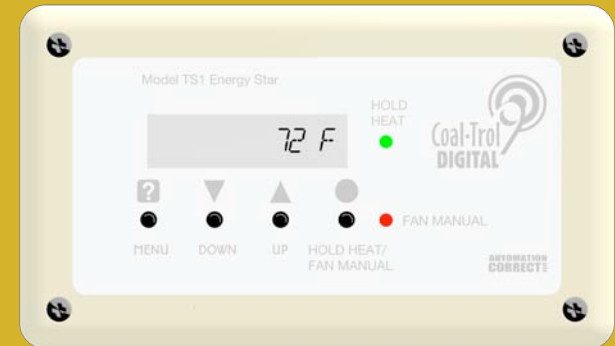 Model TS1 Energy Star
HOLD
HEAT
72 F
Coal-Trol
DIGITAL
?
FAN MANUAL
MENU
DOWN
UP
HOLD HEAT/
FAN MANUAL
AUTOMATION
CORRECT